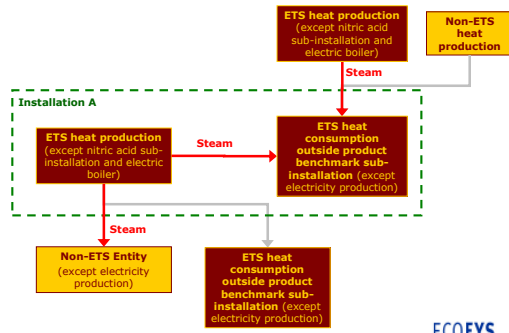 ETS heat production
(except nitric acid
sub-installation and
electric boiler)
Non-ETS
heat
production
Steam
Installation A
ETS heat production
(except nitric acid sub-
installation and electric
boiler)
Steam
ETS heat
consumption
outside product
benchmark sub-
installation (except
electricity production)
Steam
Non-ETS Entity
(except electricity
production)
ETS heat
consumption
outside product
benchmark sub-
installation
(except electricity production)
ECOFYS